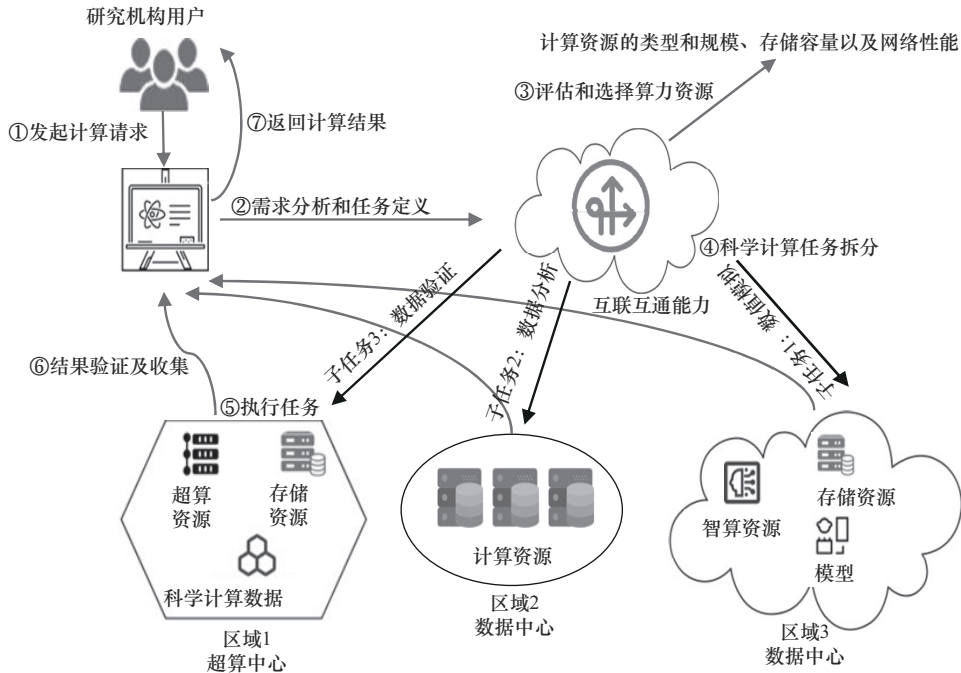 研究机构用户
计算资源的类型和规模、存储容量以及网络性能
③评估和选择算力资源
①发起计算请求
⑦返回计算结果
②需求分析和任务定义
④科学计算任务拆分
子任务3：数据验证
子任务2：数据分析
互联互通能力
子任务1：数值模拟
⑥结果验证及收集
⑤执行任务
超算
资源
存储
资源
科学计算数据
区域1
超算中心
计算资源
区域2
数据中心
智算资源
存储资源
模型
区域3
数据中心